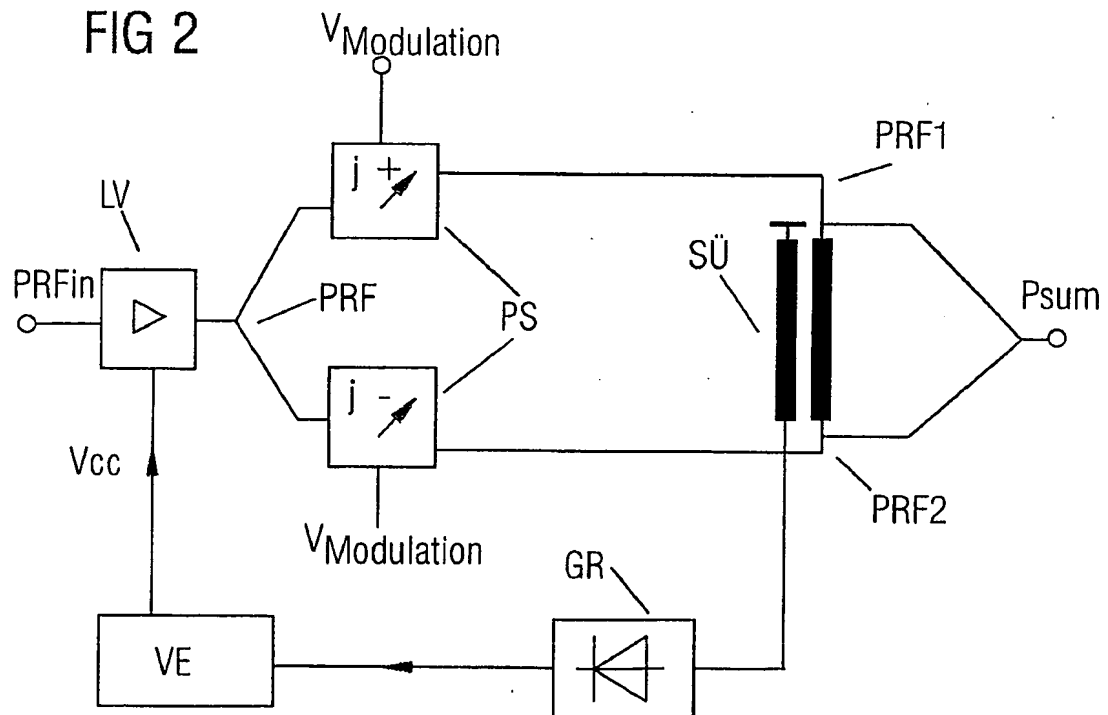 FIG 2
VModulation
PRF1
LV
j +
SÜ
PRFin
PRF
PS
Psum
j -
Vcc
PRF2
VModulation
GR
VE